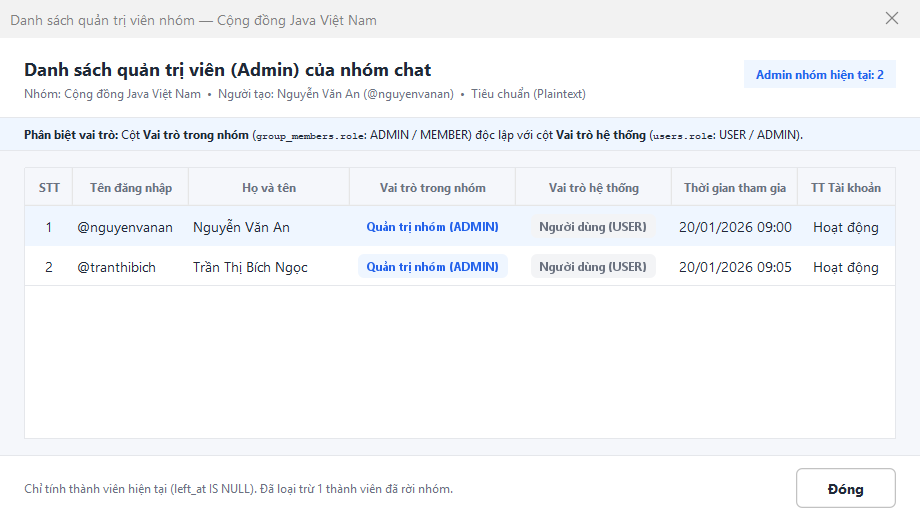 Danh sách quản trị viên nhóm — Cộng đồng Java Việt Nam
Danh sách quản trị viên (Admin) của nhóm chat
Admin nhóm hiện tại: 2
Nhóm: Cộng đồng Java Việt Nam • Người tạo: Nguyễn Văn An (@nguyenvanan) • Tiêu chuẩn (Plaintext)
Phân biệt vai trò: Cột Vai trò trong nhóm (group_members.role: ADMIN / MEMBER) độc lập với cột Vai trò hệ thống (users.role: USER / ADMIN).
STT Tên đăng nhập Họ và tên Vai trò trong nhóm Vai trò hệ thống Thời gian tham gia TT Tài khoản
1 @nguyenvanan Nguyễn Văn An Quản trị nhóm (ADMIN) Người dùng (USER) 20/01/2026 09:00 Hoạt động
2 @tranthibich Trần Thị Bích Ngọc Quản trị nhóm (ADMIN) Người dùng (USER) 20/01/2026 09:05 Hoạt động
Chỉ tính thành viên hiện tại (left_at IS NULL). Đã loại trừ 1 thành viên đã rời nhóm.
Đóng